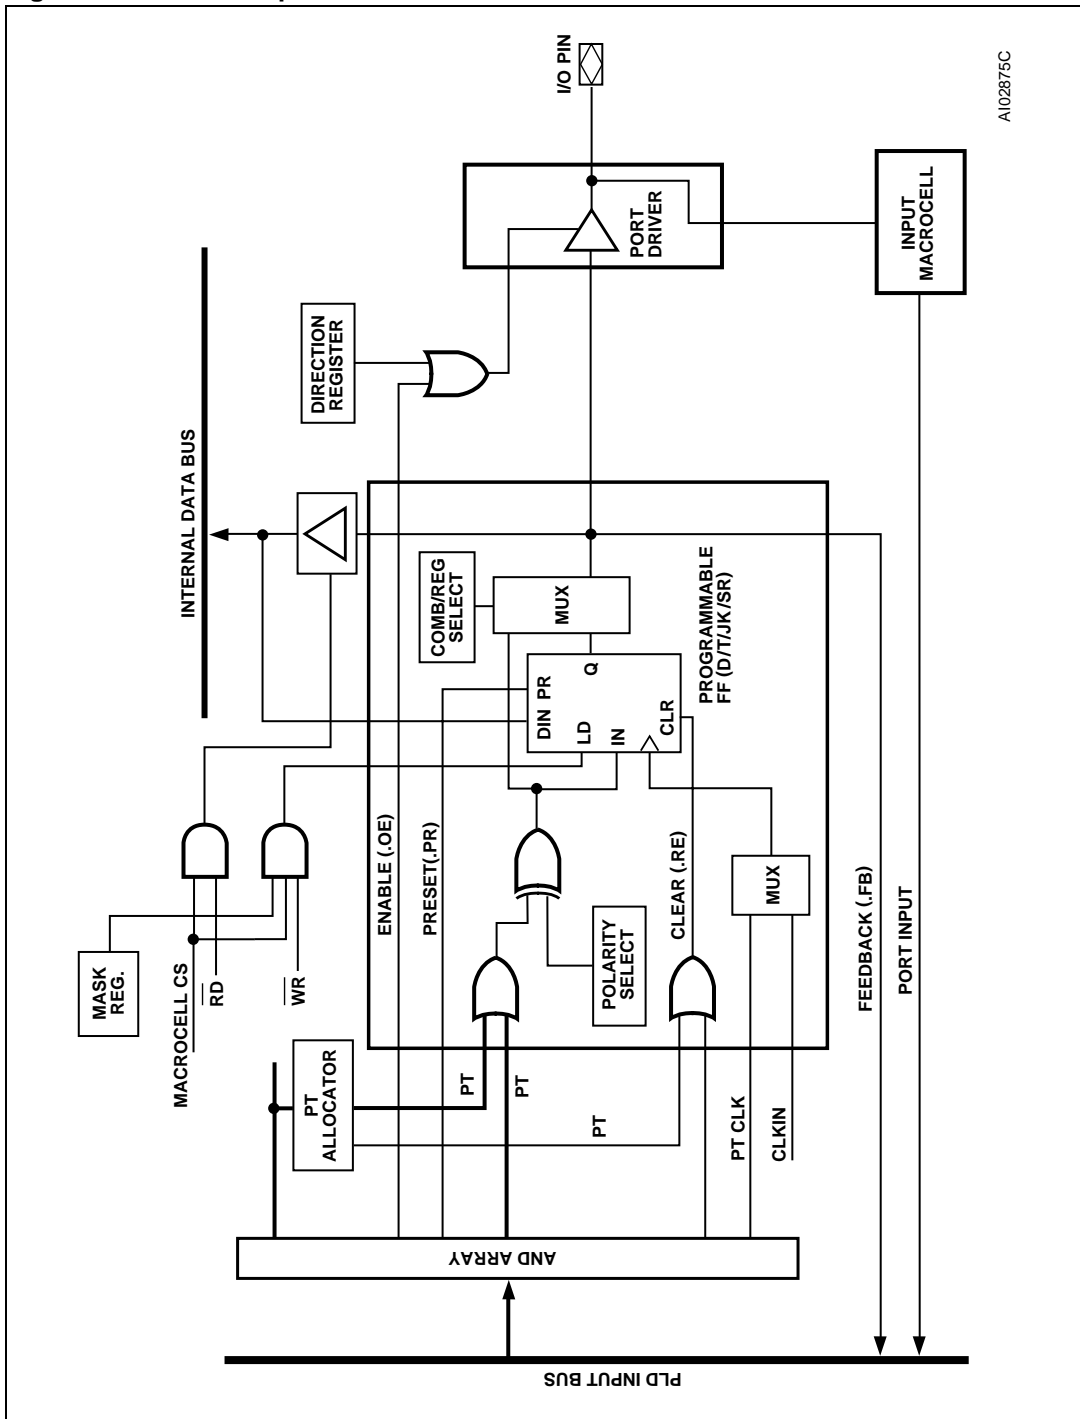 I/O PIN
AI02875C
PORT
DRIVER
INPUT
MACROCELL
DIRECTION
REGISTER
INTERNAL DATA BUS
COMB/REG
SELECT
MUX
PROGRAMMABLE
FF (D/T/JK/SR)
DIN PR
LD
IN
Q
CLR
ENABLE (.OE)
PRESET(.PR)
CLEAR (.RE)
MUX
POLARITY
SELECT
MASK
REG.
MACROCELL CS
RD
WR
FEEDBACK (.FB)
PORT INPUT
PT
ALLOCATOR
PT
PT
PT
PT CLK
CLKIN
AND ARRAY
PLD INPUT BUS